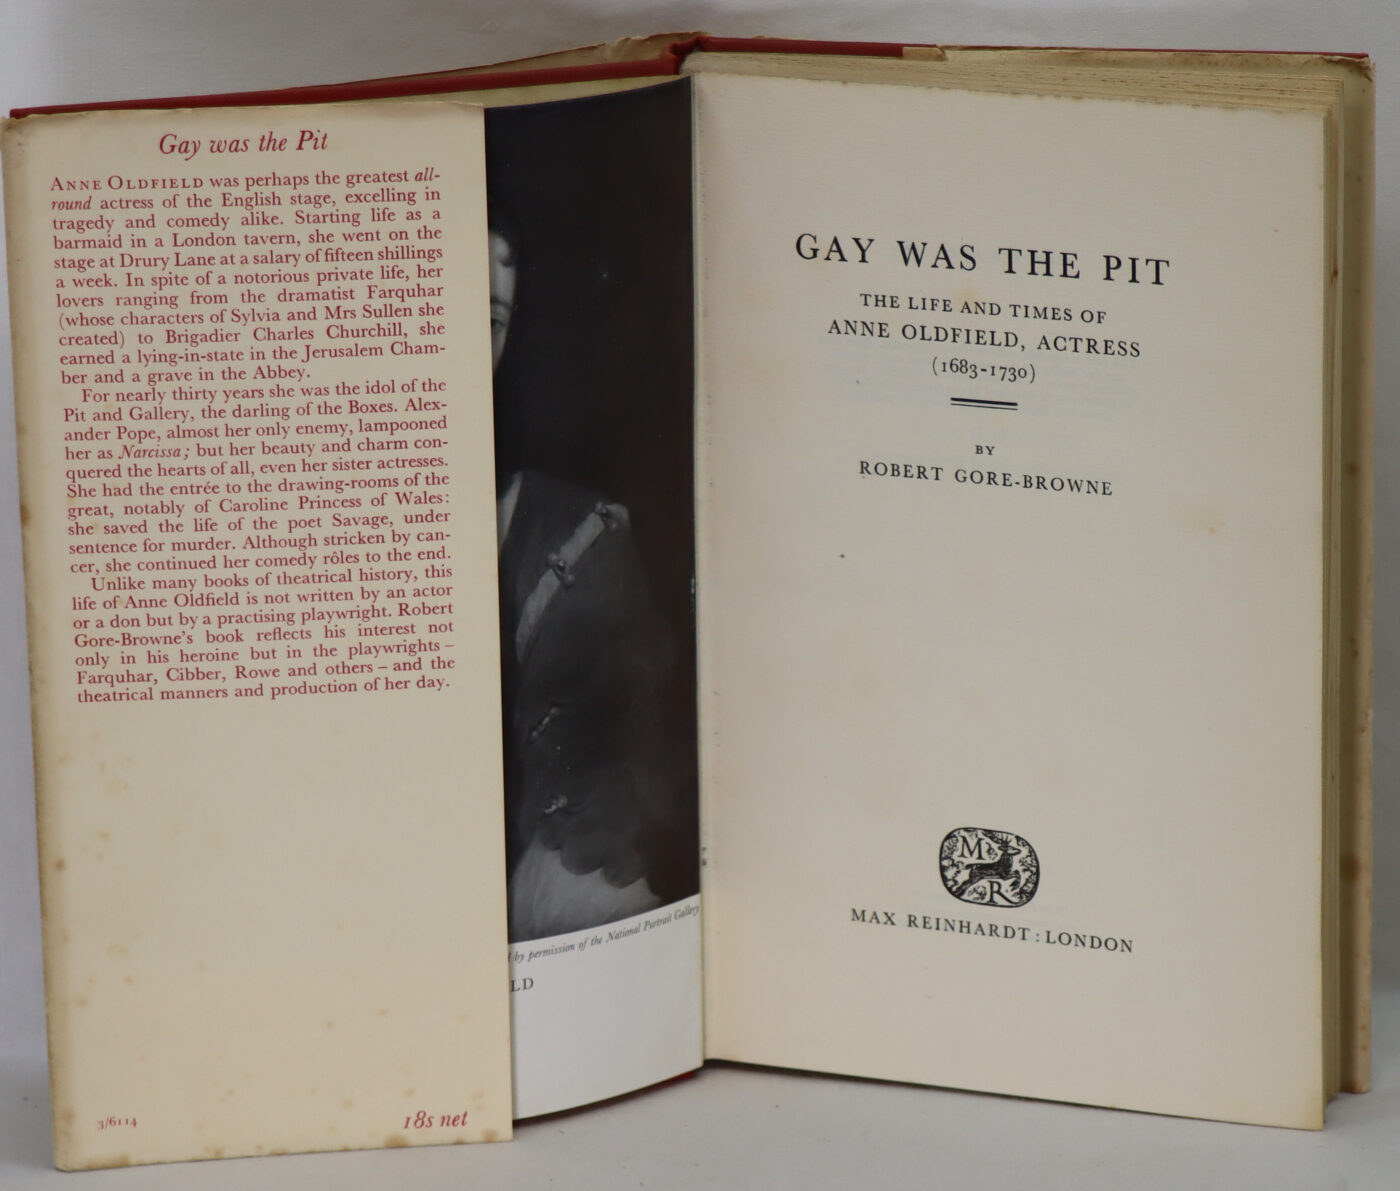 Gay was the Pit
ANNE OLDFIELD was perhaps the greatest all-
round actress of the English stage, excelling in
tragedy and comedy alike. Starting life as a
barmaid in a London tavern, she went on the
stage at Drury Lane at a salary of fifteen shillings
a week. In spite of a notorious private life, her
lovers ranging from the dramatist Farquhar
(whose characters of Sylvia and Mrs Sullen she
created) to Brigadier Charles Churchill, she
earned a lying-in-state in the Jerusalem Cham-
ber and a grave in the Abbey.
For nearly thirty years she was the idol of the
Pit and Gallery, the darling of the Boxes. Alex-
ander Pope, almost her only enemy, lampooned
her as Narcissa; but her beauty and charm con-
quered the hearts of all, even her sister actresses.
She had the entrée to the drawing-rooms of the
great, notably of Caroline Princess of Wales:
she saved the life of the poet Savage, under
sentence for murder. Although stricken by can-
cer, she continued her comedy rôles to the end.
Unlike many books of theatrical history, this
life of Anne Oldfield is not written by an actor
or a don but by a practising playwright. Robert
Gore-Browne's book reflects his interest not
only in his heroine but in the playwrights –
Farquhar, Cibber, Rowe and others – and the
theatrical manners and production of her day.
3/6114
18s net
by permission of the National Portrait Gallery
LD
GAY WAS THE PIT
THE LIFE AND TIMES OF
ANNE OLDFIELD, ACTRESS
(1683-1730)
BY
ROBERT GORE-BROWNE
M
R
MAX REINHARDT : LONDON